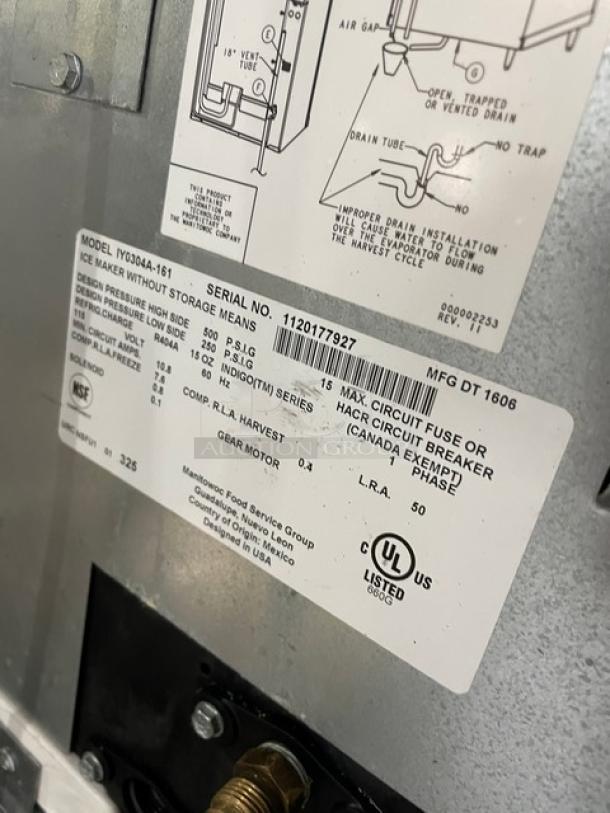 AIR GAP
E
18" VENT
TUBE
F
G
OPEN, TRAPPED
OR VENTED DRAIN
DRAIN TUBE
NO TRAP
NO
THIS PRODUCT
CONTAINS
INFORMATION OR
TECHNOLOGY
PROPRIETARY TO
THE MANITOWOC COMPANY
IMPROPER DRAIN INSTALLATION
WILL CAUSE WATER TO FLOW
OVER THE EVAPORATOR DURING
THE HARVEST CYCLE
000002253
REV. 11
MODEL IY0304A-161 SERIAL NO. 1120177927 MFG DT 1606
ICE MAKER WITHOUT STORAGE MEANS
DESIGN PRESSURE HIGH SIDE 500 P.S.I.G
DESIGN PRESSURE LOW SIDE 250 P.S.I.G
REFRIG.CHARGE R404A 15 OZ INDIGO(TM) SERIES
115 VOLT 60 Hz 1 PHASE
MIN. CIRCUIT AMPS. 10.8
15 MAX. CIRCUIT FUSE OR
HACR CIRCUIT BREAKER
(CANADA EXEMPT)
COMP.R.L.A.FREEZE 7.6 COMP. R.L.A. HARVEST L.R.A. 50
0.8 GEAR MOTOR 0.4
SOLENOID 0.1
NSF
01 325
Manitowoc Food Service Group
Guadalupe, Nuevo Leon
Country of Origin: Mexico
Designed in USA
C UL US
LISTED
660G
AUCTION GROUP